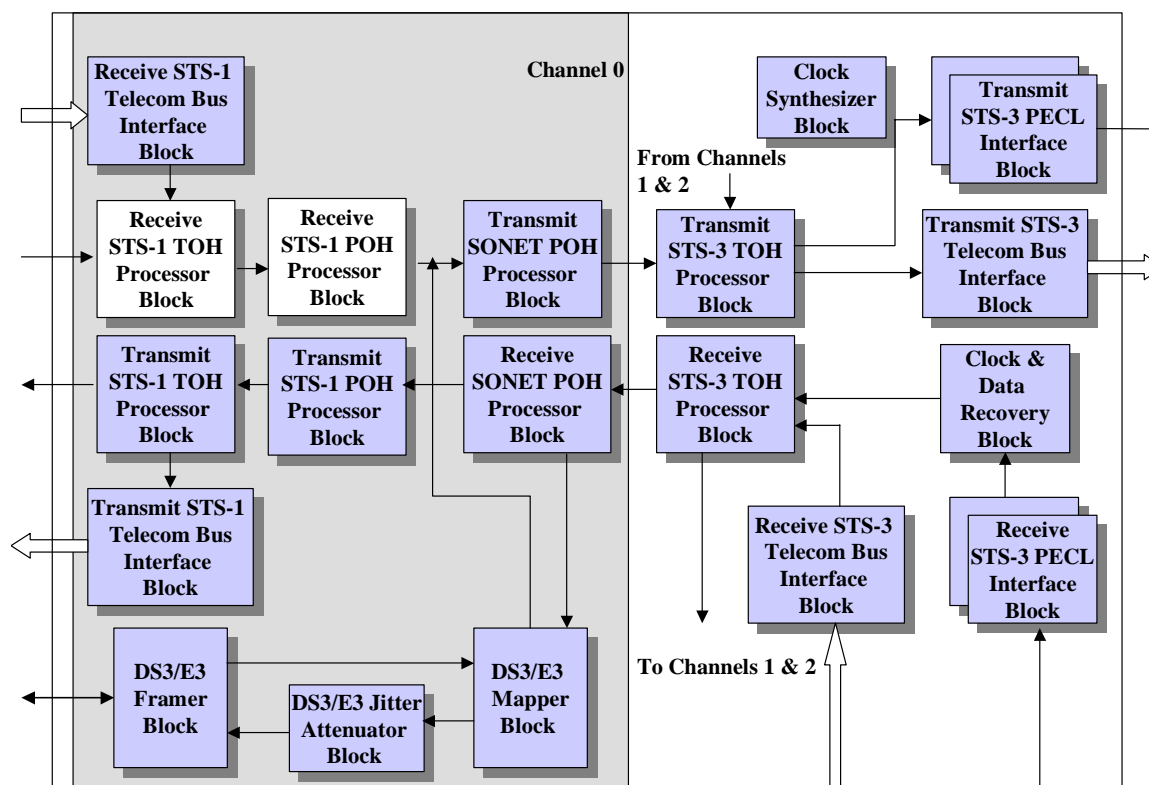 Receive STS-1
Telecom Bus
Interface
Block
Channel 0
Clock
Synthesizer
Block
Transmit
STS-3 PECL
Interface
Block
From Channels
1 & 2
Receive
STS-1 TOH
Processor
Block
Receive
STS-1 POH
Processor
Block
Transmit
SONET POH
Processor
Block
Transmit
STS-3 TOH
Processor
Block
Transmit STS-3
Telecom Bus
Interface
Block
Transmit
STS-1 TOH
Processor
Block
Transmit
STS-1 POH
Processor
Block
Receive
SONET POH
Processor
Block
Receive
STS-3 TOH
Processor
Block
Clock &
Data
Recovery
Block
Transmit STS-1
Telecom Bus
Interface
Block
Receive STS-3
Telecom Bus
Interface
Block
Receive
STS-3 PECL
Interface
Block
DS3/E3
Framer
Block
DS3/E3 Jitter
Attenuator
Block
DS3/E3
Mapper
Block
To Channels 1 & 2